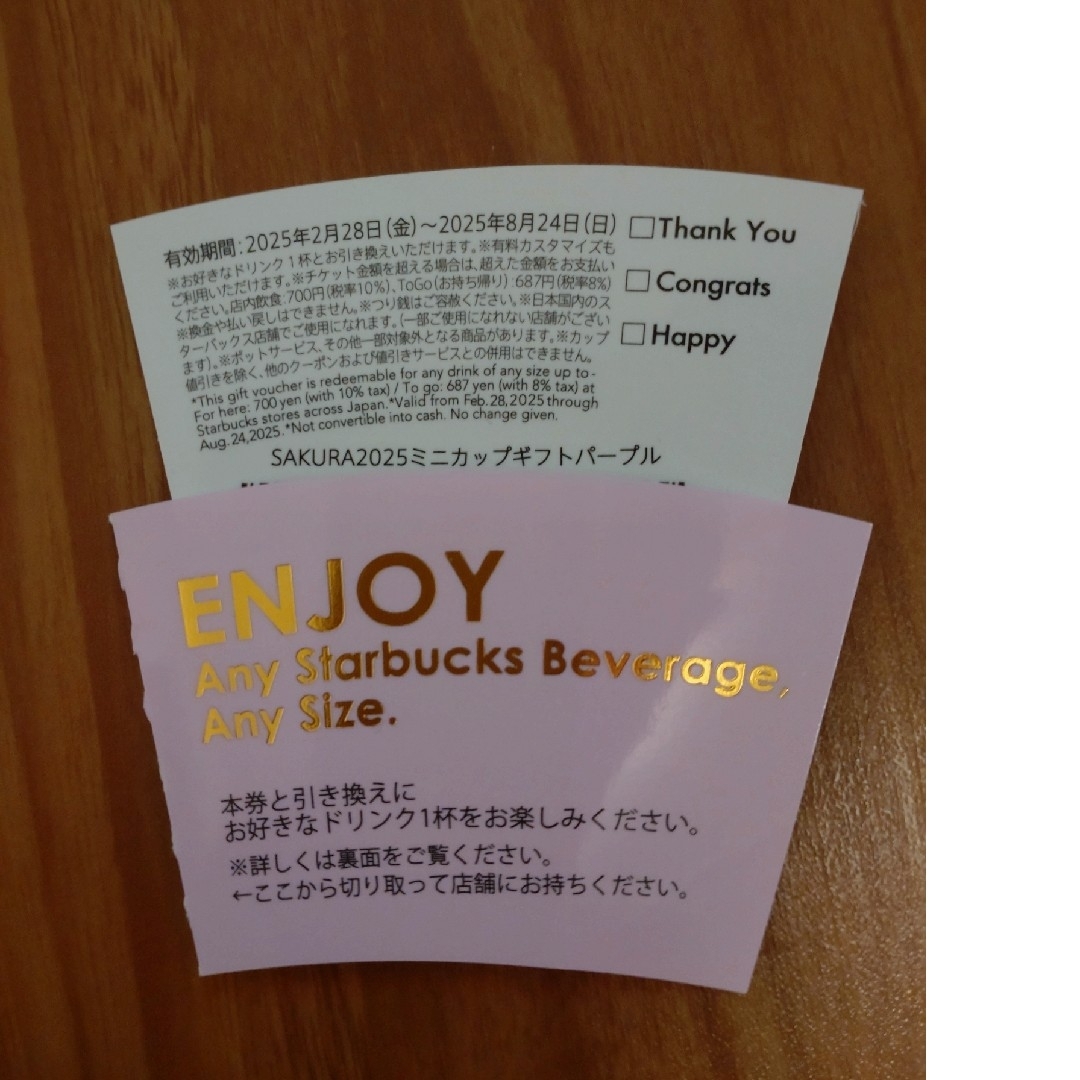 有効期間：2025年2月28日(金)～2025年8月24日(日)
※お好きなドリンク1杯とお引き換えいただけます。※有料カスタマイズも
ご利用いただけます。※チケット金額を超える場合は、超えた金額をお支払い
ください。店内飲食：700円(税率10%)、ToGo(お持ち帰り)：687円(税率8%)
※換金や払い戻しはできません。※つり銭はご容赦ください。※日本国内のス
ターバックス店舗でご使用になれます。(一部ご使用になれない店舗がござい
ます)。※ポットサービス、その他一部対象外となる商品があります。※カップ
値引きを除く、他のクーポンおよび値引きサービスとの併用はできません。
*This gift voucher is redeemable for any drink of any size up to-
For here: 700 yen (with 10% tax) / To go: 687 yen (with 8% tax) at
Starbucks stores across Japan.*Valid from Feb.28,2025 through
Aug.24,2025.*Not convertible into cash. No change given.
□Thank You
□Congrats
□Happy
SAKURA2025ミニカップギフトパープル
ENJOY
Any Starbucks Beverage,
Any Size.
本券と引き換えに
お好きなドリンク1杯をお楽しみください。
※詳しくは裏面をご覧ください。
←ここから切り取って店舗にお持ちください。